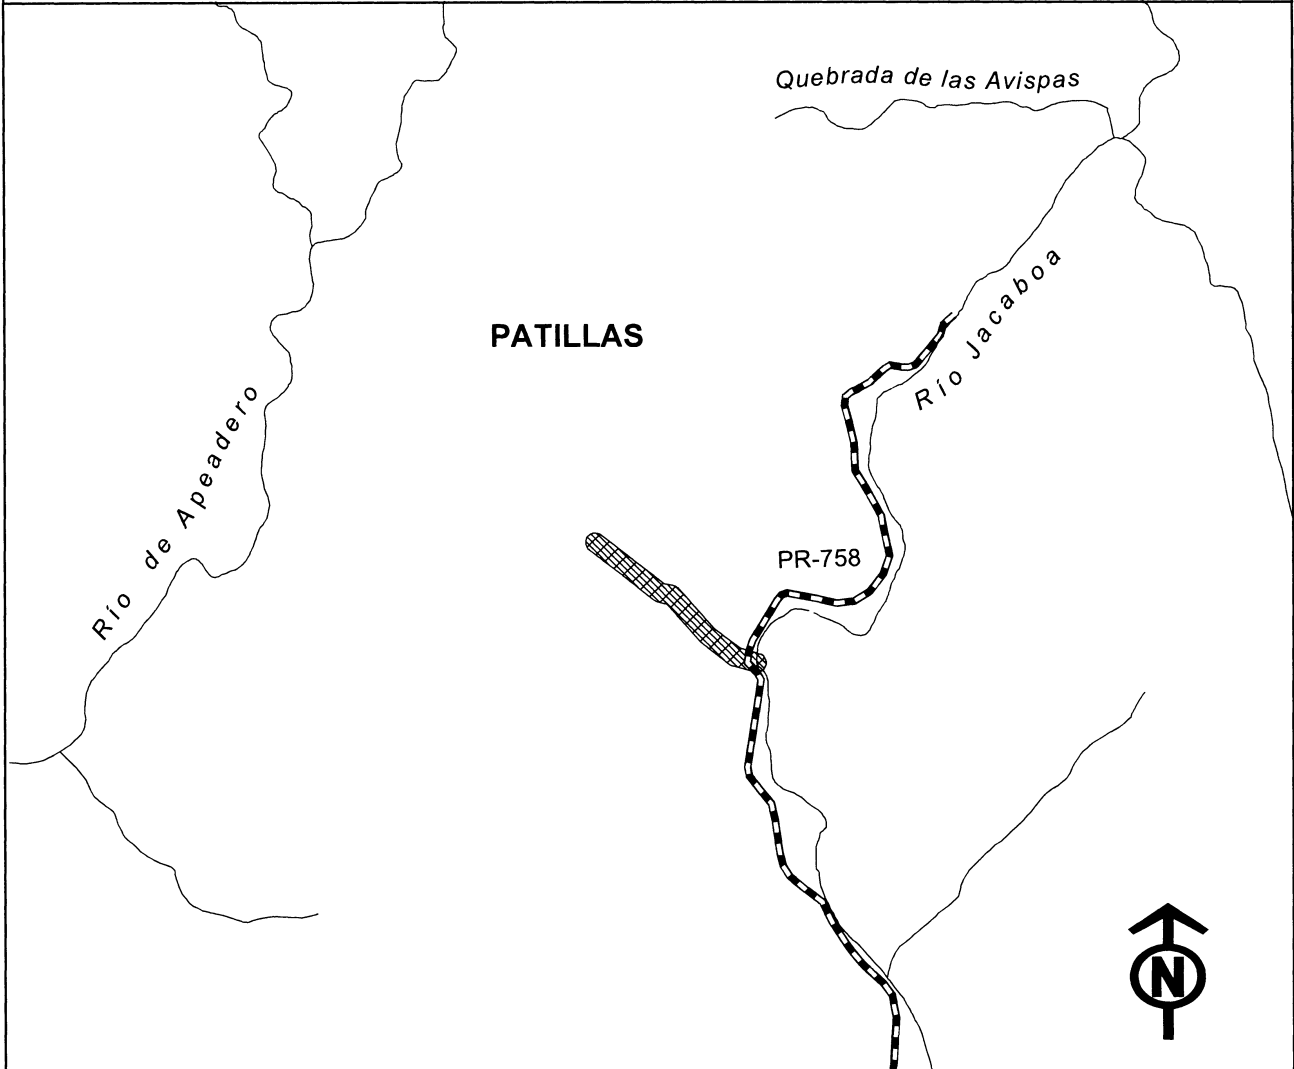 Quebrada de las Avispas
PATILLAS
Río Jacaboa
Río de Apeadero
PR-758
N